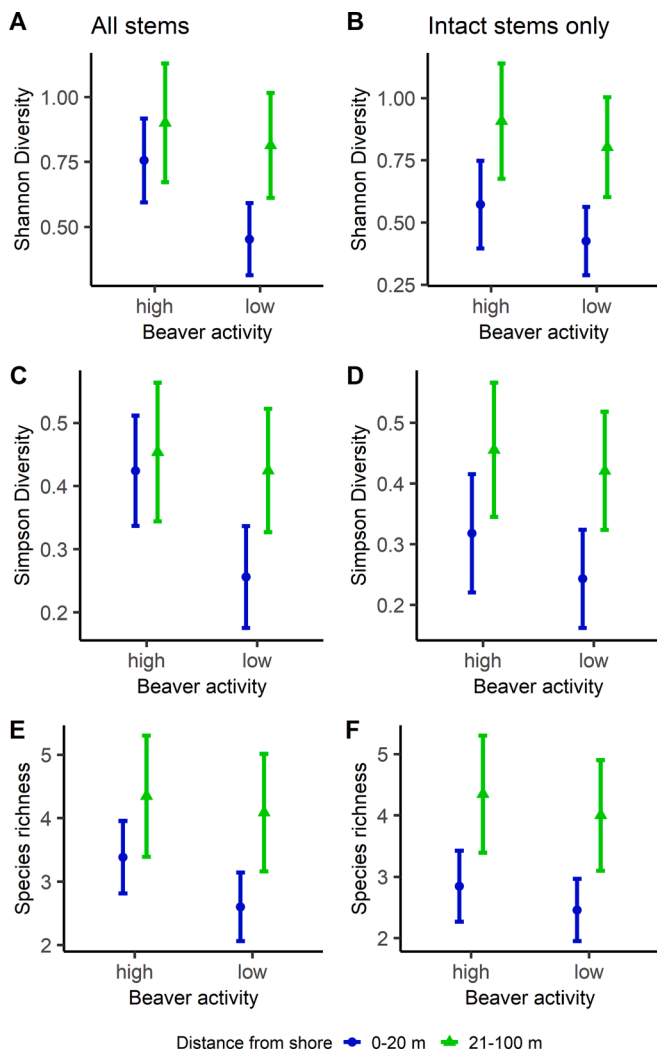 A All stems
B Intact stems only
Shannon Diversity
1.00
0.75
0.50
high low
Beaver activity
Shannon Diversity
1.00
0.75
0.50
0.25
high low
Beaver activity
C
Simpson Diversity
0.5
0.4
0.3
0.2
high low
Beaver activity
D
Simpson Diversity
0.5
0.4
0.3
0.2
high low
Beaver activity
E
Species richness
5
4
3
2
high low
Beaver activity
F
Species richness
5
4
3
2
high low
Beaver activity
Distance from shore 0-20 m 21-100 m